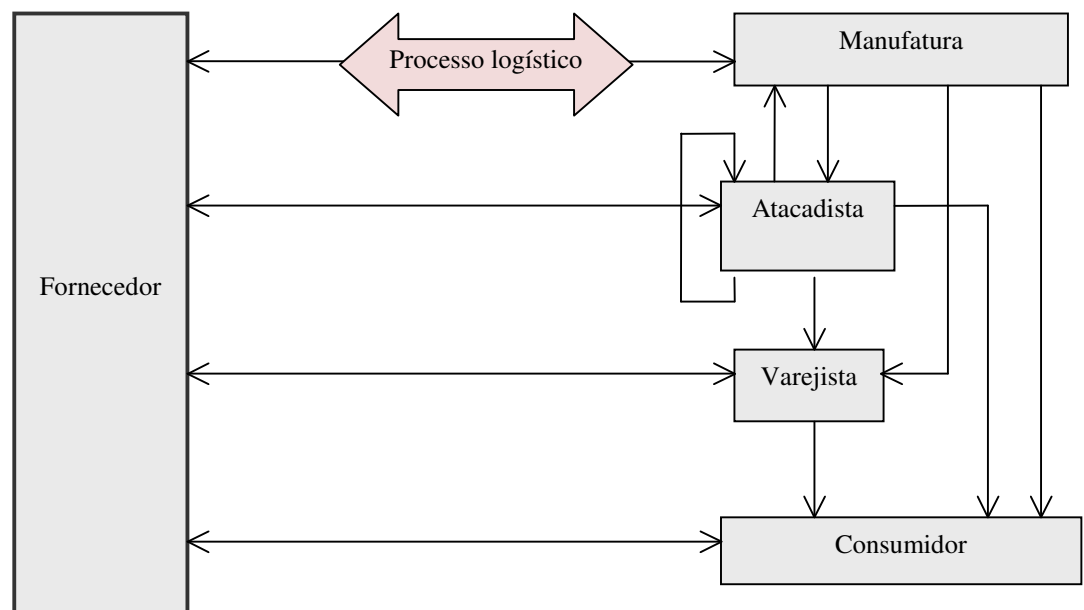 Processo logístico
Manufatura
Atacadista
Fornecedor
Varejista
Consumidor